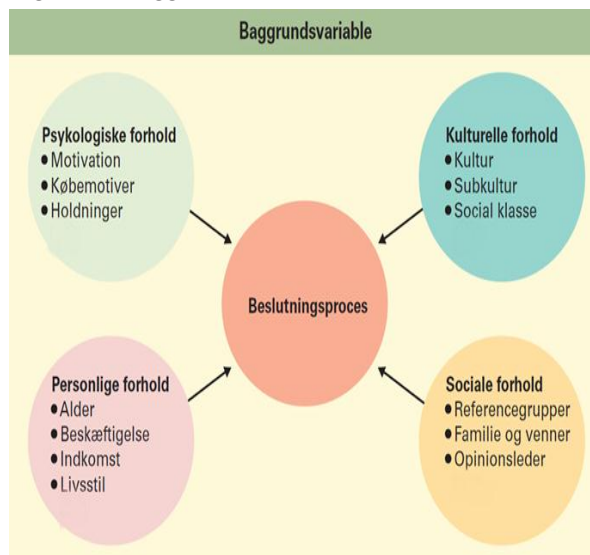 Baggrundsvariable
Psykologiske forhold
● Motivation
● Købemotiver
● Holdninger
Kulturelle forhold
● Kultur
● Subkultur
● Social klasse
Beslutningsproces
Personlige forhold
● Alder
● Beskæftigelse
● Indkomst
● Livsstil
Sociale forhold
● Referencegrupper
● Familie og venner
● Opinionsleder